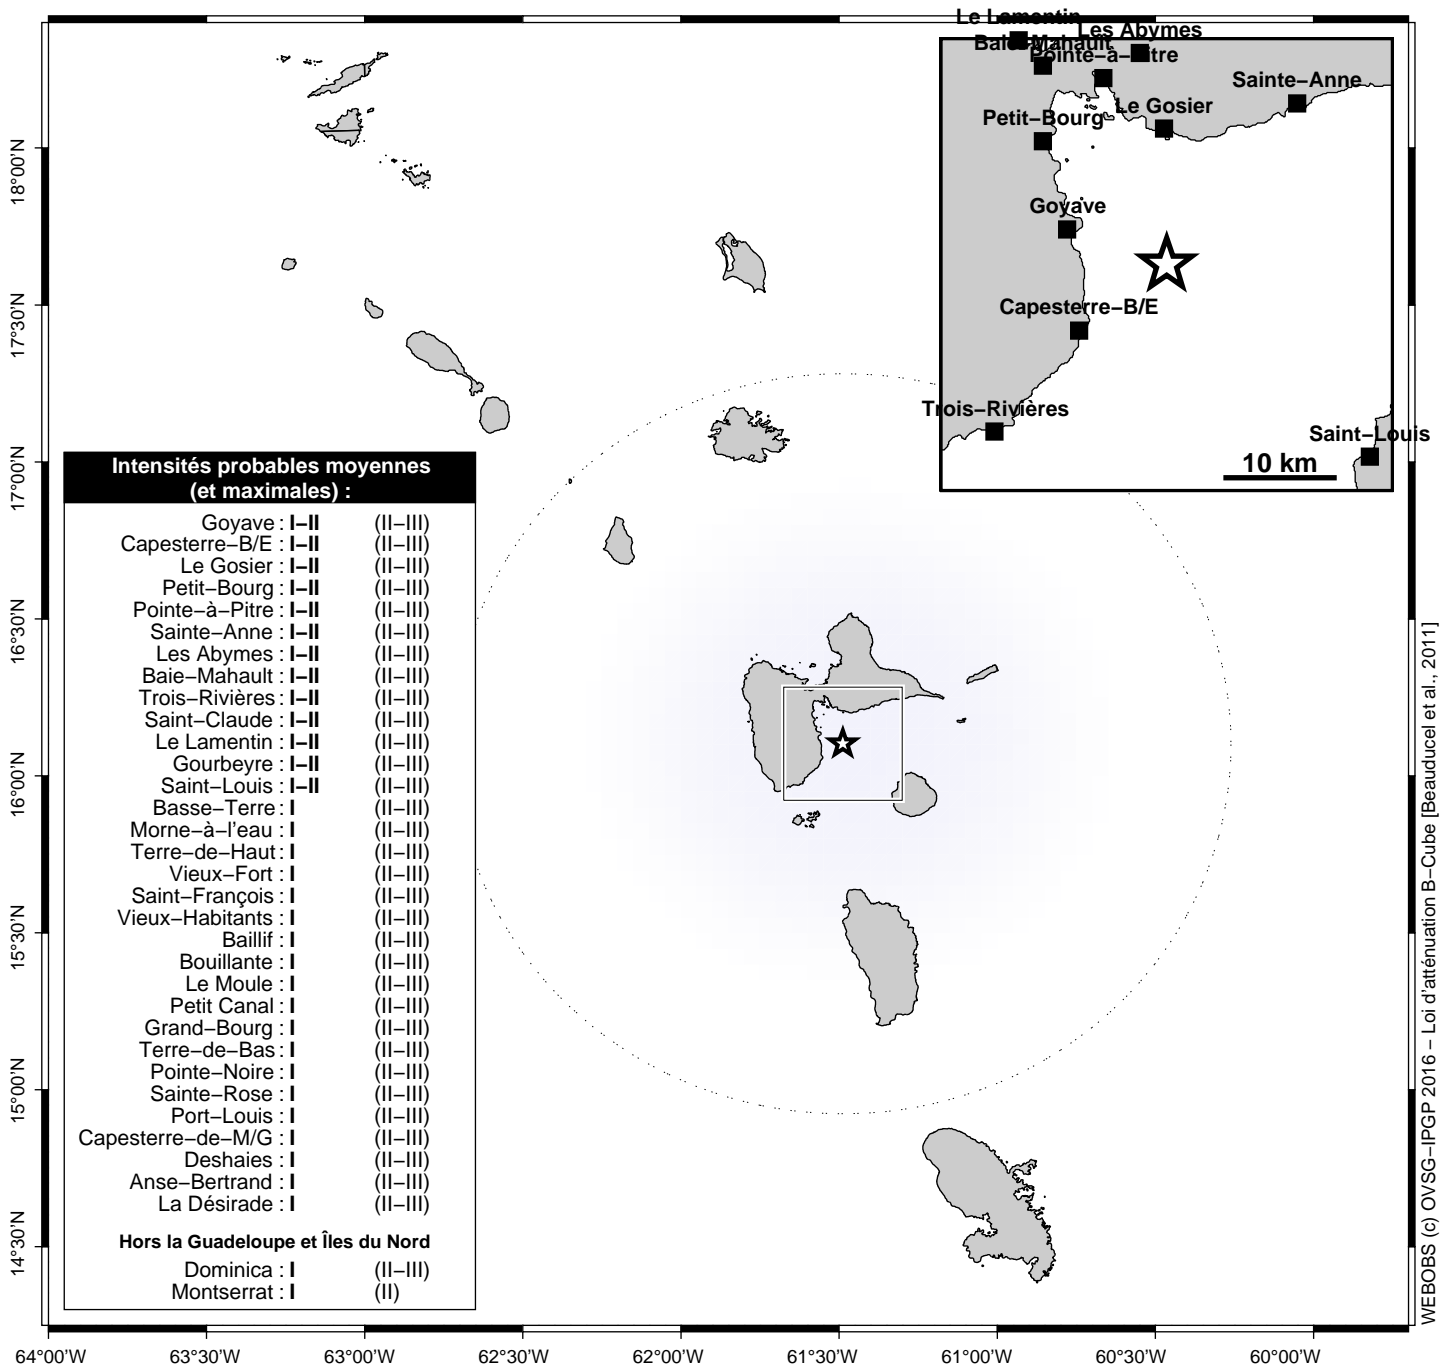 Le Lamentin
Les Abymes
Baie-Mahault
Pointe-à-Pitre
Sainte-Anne
Le Gosier
Petit-Bourg
Goyave
Capesterre-B/E
Trois-Rivières
Saint-Louis
10 km
18°00'N
17°30'N
17°00'N
16°30'N
16°00'N
15°30'N
15°00'N
14°30'N
Intensités probables moyennes
(et maximales) :
Goyave : I-II (II-III)
Capesterre-B/E : I-II (II-III)
Le Gosier : I-II (II-III)
Petit-Bourg : I-II (II-III)
Pointe-à-Pitre : I-II (II-III)
Sainte-Anne : I-II (II-III)
Les Abymes : I-II (II-III)
Baie-Mahault : I-II (II-III)
Trois-Rivières : I-II (II-III)
Saint-Claude : I-II (II-III)
Le Lamentin : I-II (II-III)
Gourbeyre : I-II (II-III)
Saint-Louis : I-II (II-III)
Basse-Terre : I (II-III)
Morne-à-l'eau : I (II-III)
Terre-de-Haut : I (II-III)
Vieux-Fort : I (II-III)
Saint-François : I (II-III)
Vieux-Habitants : I (II-III)
Baillif : I (II-III)
Bouillante : I (II-III)
Le Moule : I (II-III)
Petit Canal : I (II-III)
Grand-Bourg : I (II-III)
Terre-de-Bas : I (II-III)
Pointe-Noire : I (II-III)
Sainte-Rose : I (II-III)
Port-Louis : I (II-III)
Capesterre-de-M/G : I (II-III)
Deshaies : I (II-III)
Anse-Bertrand : I (II-III)
La Désirade : I (II-III)
Hors la Guadeloupe et Îles du Nord
Dominica : I (II-III)
Montserrat : I (II)
64°00'W 63°30'W 63°00'W 62°30'W 62°00'W 61°30'W 61°00'W 60°30'W 60°00'W
WEBOBS (c) OVSG-IPGP 2016 - Loi d'atténuation B-Cube [Beauducel et al., 2011]